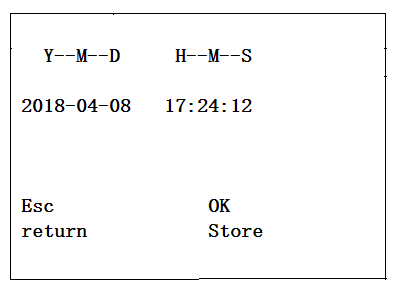 Y--M--D H--M--S
2018-04-08 17:24:12
Esc OK
return Store